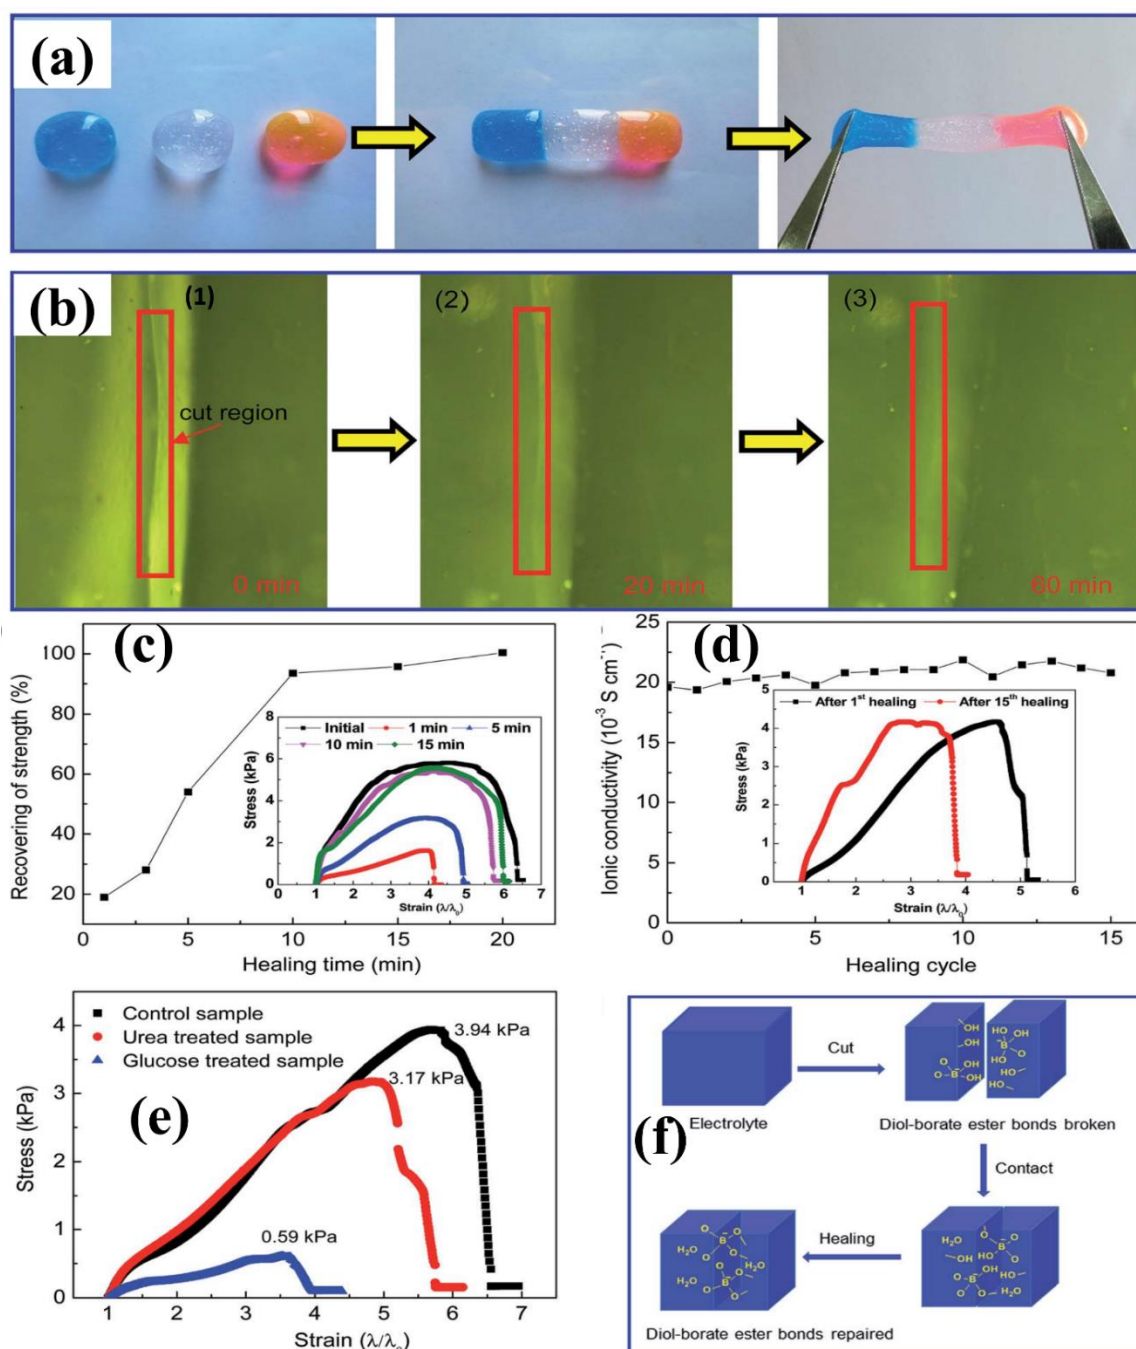 (a)
(b)
(1)
cut region
0 min
(2)
20 min
(3)
60 min
(c)
Recovering of strength (%)
100
80
60
40
20
0
5
10
15
20
Healing time (min)
Initial
1 min
5 min
10 min
15 min
Stress (kPa)
8
6
4
2
0
0
1
2
3
4
5
6
7
Strain (λ/λ₀)
(d)
Ionic conductivity (10⁻³ S cm⁻¹)
25
20
15
10
5
0
0
5
10
15
Healing cycle
After 1st healing
After 15th healing
Stress (kPa)
5
4
3
2
1
0
0
1
2
3
4
5
6
Strain (λ/λ₀)
(e)
Control sample
Urea treated sample
Glucose treated sample
3.94 kPa
3.17 kPa
0.59 kPa
Stress (kPa)
4
3
2
1
0
1
2
3
4
5
6
7
Strain (λ/λ₀)
(f)
Electrolyte
Cut
Diol-borate ester bonds broken
Contact
Healing
Diol-borate ester bonds repaired